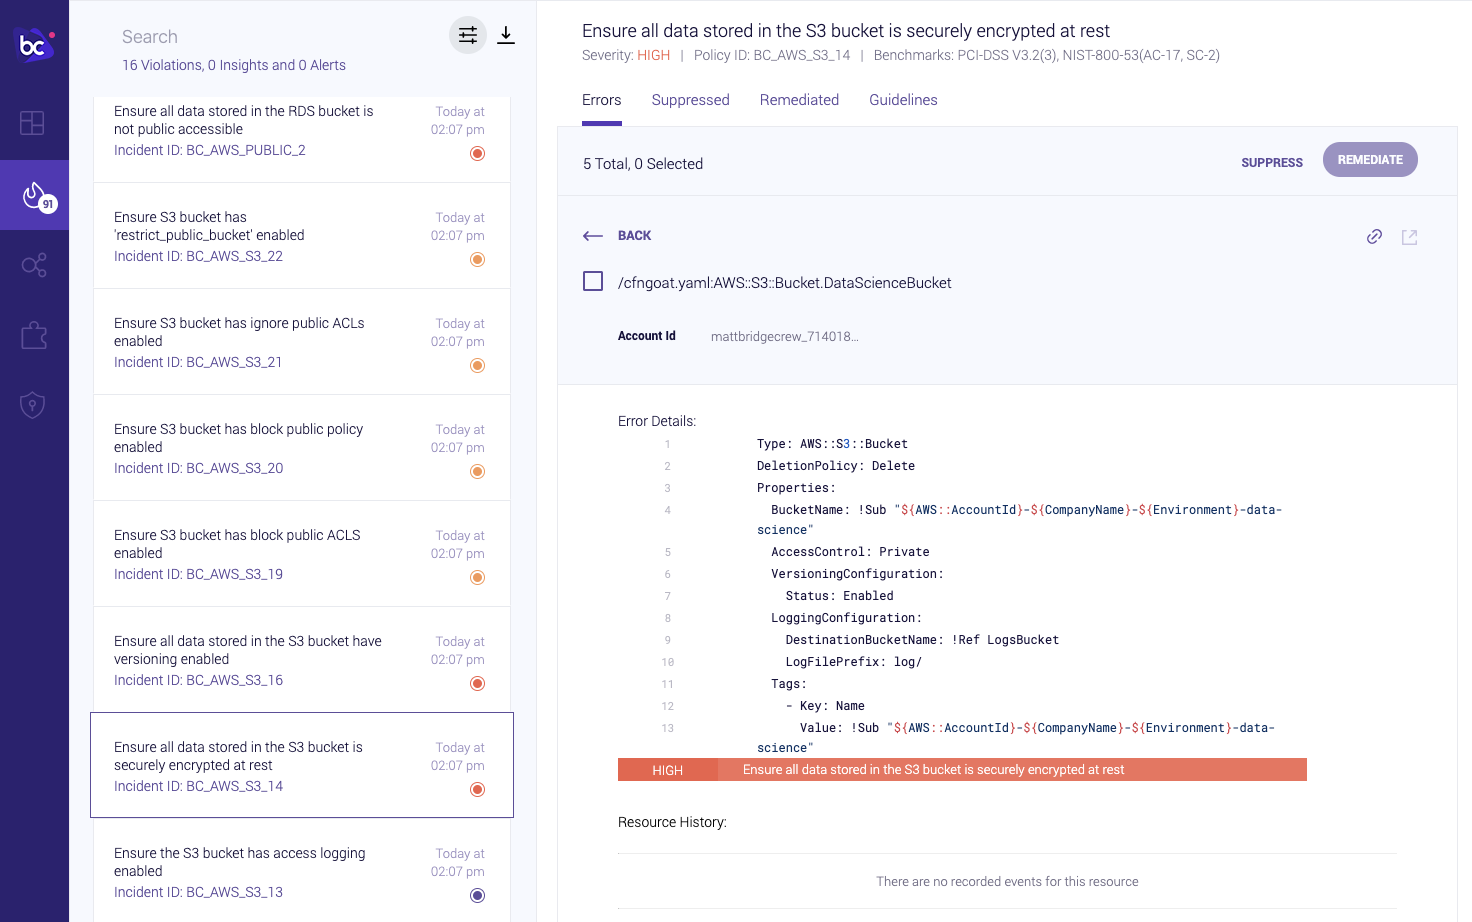 bc
91
Search
16 Violations, 0 Insights and 0 Alerts
Ensure all data stored in the RDS bucket is
not public accessible
Incident ID: BC_AWS_PUBLIC_2
Today at
02:07 pm
Ensure S3 bucket has
'restrict_public_bucket' enabled
Incident ID: BC_AWS_S3_22
Today at
02:07 pm
Ensure S3 bucket has ignore public ACLs
enabled
Incident ID: BC_AWS_S3_21
Today at
02:07 pm
Ensure S3 bucket has block public policy
enabled
Incident ID: BC_AWS_S3_20
Today at
02:07 pm
Ensure S3 bucket has block public ACLS
enabled
Incident ID: BC_AWS_S3_19
Today at
02:07 pm
Ensure all data stored in the S3 bucket have
versioning enabled
Incident ID: BC_AWS_S3_16
Today at
02:07 pm
Ensure all data stored in the S3 bucket is
securely encrypted at rest
Incident ID: BC_AWS_S3_14
Today at
02:07 pm
Ensure the S3 bucket has access logging
enabled
Incident ID: BC_AWS_S3_13
Today at
02:07 pm
Ensure all data stored in the S3 bucket is securely encrypted at rest
Severity: HIGH | Policy ID: BC_AWS_S3_14 | Benchmarks: PCI-DSS V3.2(3), NIST-800-53(AC-17, SC-2)
Errors Suppressed Remediated Guidelines
5 Total, 0 Selected
SUPPRESS
REMEDIATE
BACK
/cfngoat.yaml:AWS::S3::Bucket.DataScienceBucket
Account Id mattbridgecrew_714018...
Error Details:
1 Type: AWS::S3::Bucket
2 DeletionPolicy: Delete
3 Properties:
4 BucketName: !Sub "${AWS::AccountId}-${CompanyName}-${Environment}-data-
science"
5 AccessControl: Private
6 VersioningConfiguration:
7 Status: Enabled
8 LoggingConfiguration:
9 DestinationBucketName: !Ref LogsBucket
10 LogFilePrefix: log/
11 Tags:
12 - Key: Name
13 Value: !Sub "${AWS::AccountId}-${CompanyName}-${Environment}-data-
science"
HIGH Ensure all data stored in the S3 bucket is securely encrypted at rest
Resource History:
There are no recorded events for this resource